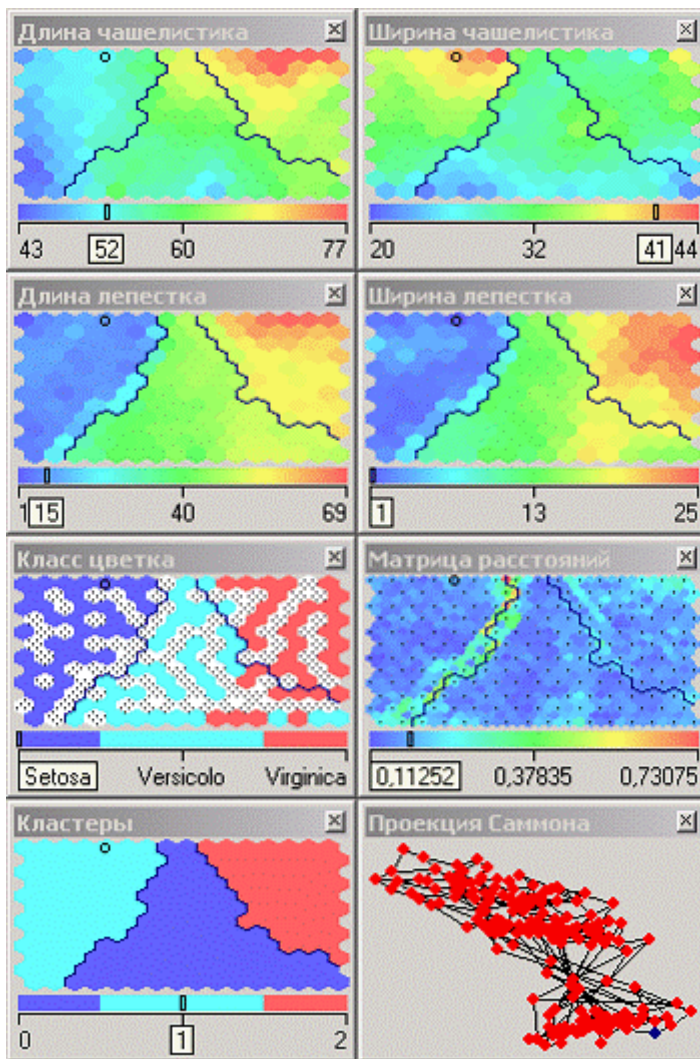 Длина чашелистика
Ширина чашелистика
43 52 60 77
20 32 41 44
Длина лепестка
Ширина лепестка
1 15 40 69
1 13 25
Класс цветка
Матрица расстояний
Setosa Versicolo Virginica
0,11252 0,37835 0,73075
Кластеры
Проекция Саммона
0 1 2